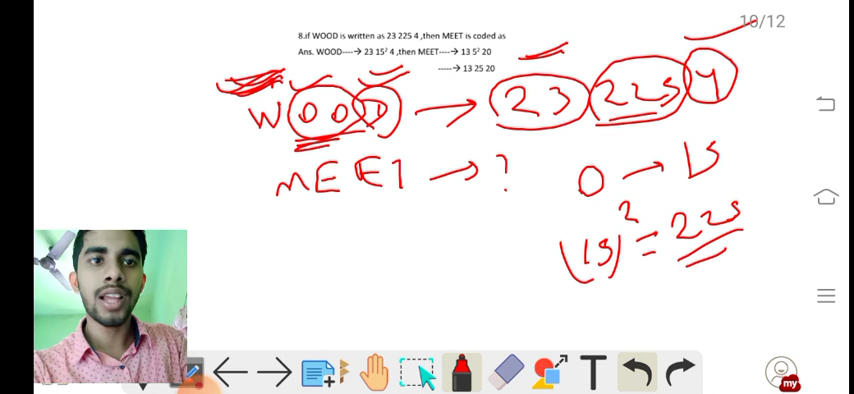 10/12
8.if WOOD is written as 23 225 4 ,then MEET is coded as
Ans. WOOD----→ 23 15² 4 ,then MEET----→ 13 5² 20
-----→ 13 25 20
WOOD → 23 225 4
MEET → ?
O → 15
(15)² = 225
T
my